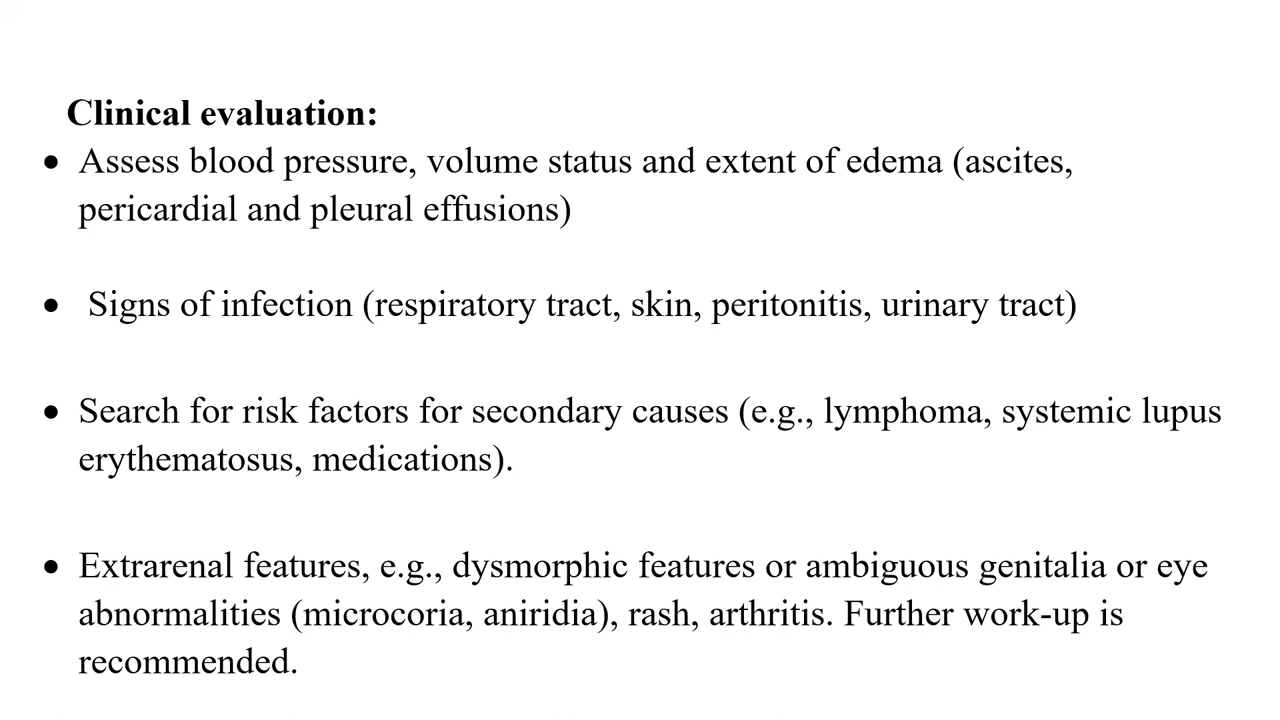 Clinical evaluation:
• Assess blood pressure, volume status and extent of edema (ascites,
pericardial and pleural effusions)
• Signs of infection (respiratory tract, skin, peritonitis, urinary tract)
• Search for risk factors for secondary causes (e.g., lymphoma, systemic lupus
erythematosus, medications).
• Extrarenal features, e.g., dysmorphic features or ambiguous genitalia or eye
abnormalities (microcoria, aniridia), rash, arthritis. Further work-up is
recommended.